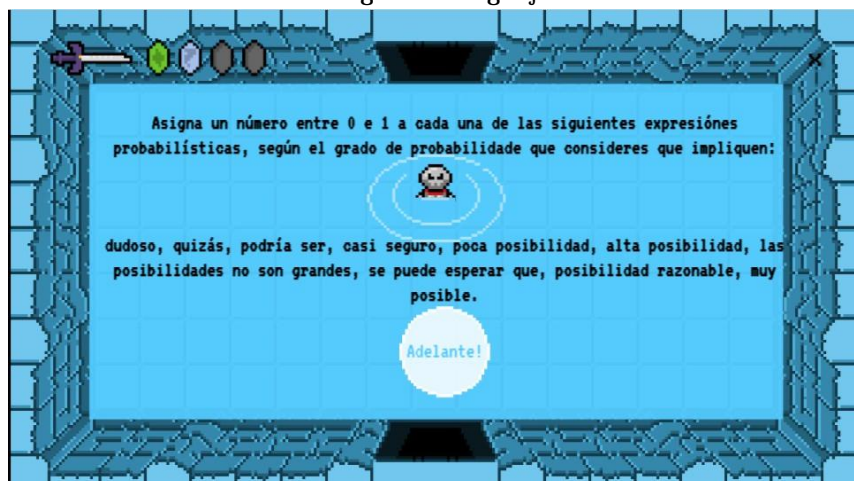 Asigna un número entre 0 e 1 a cada una de las siguientes expresiónes
probabilísticas, según el grado de probabilidade que consideres que impliquen:
dudoso, quizás, podría ser, casi seguro, poca posibilidad, alta posibilidad, las
posibilidades no son grandes, se puede esperar que, posibilidad razonable, muy
posible.
Adelante!